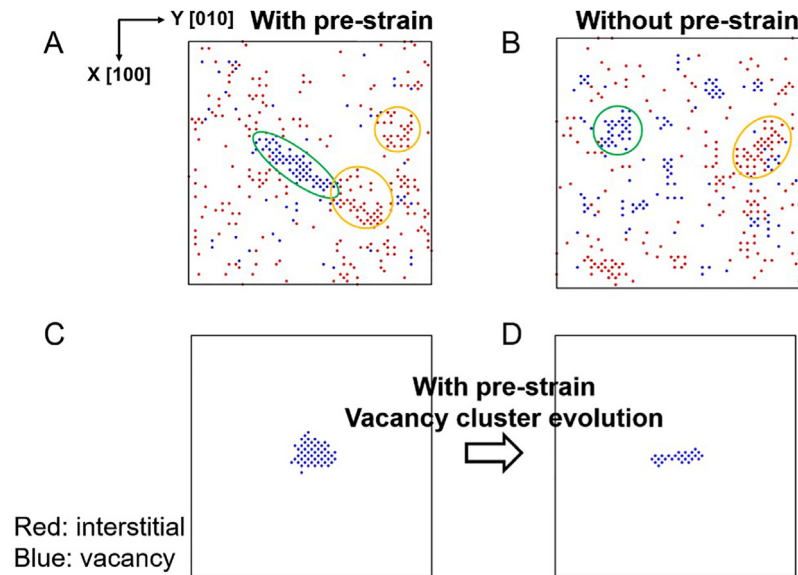 Y [010]
X [100]
With pre-strain
Without pre-strain
A
B
C
D
With pre-strain
Vacancy cluster evolution
Red: interstitial
Blue: vacancy